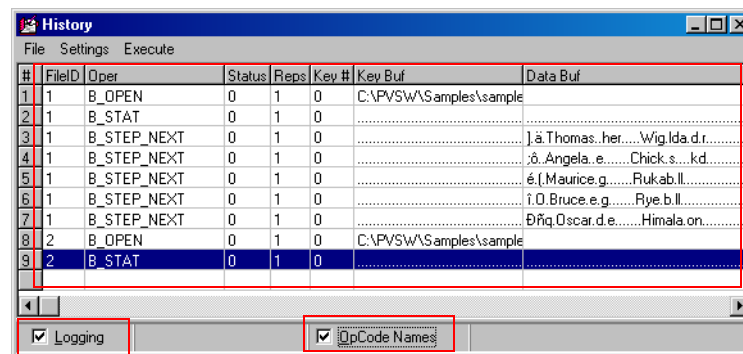 History
File Settings Execute
# FileID Oper Status Reps Key # Key Buf Data Buf
1 1 B_OPEN 0 1 0 C:\PVSW\Samples\sample
2 1 B_STAT 0 1 0 ..............................
3 1 B_STEP_NEXT 0 1 0 .............................. ].ä.Thomas..her.....Wig.Ida.d.r..........
4 1 B_STEP_NEXT 0 1 0 .............................. ;ô..Angela..e.......Chick.s....kd..........
5 1 B_STEP_NEXT 0 1 0 .............................. é.(.Maurice.g.......Rukab.ll..........
6 1 B_STEP_NEXT 0 1 0 .............................. î.O.Bruce.e.g.......Rye.b.ll..........
7 1 B_STEP_NEXT 0 1 0 .............................. Ðñq.Oscar.d.e.......Himala.on..........
8 2 B_OPEN 0 1 0 C:\PVSW\Samples\sample
9 2 B_STAT 0 1 0 ..............................
Logging OpCode Names